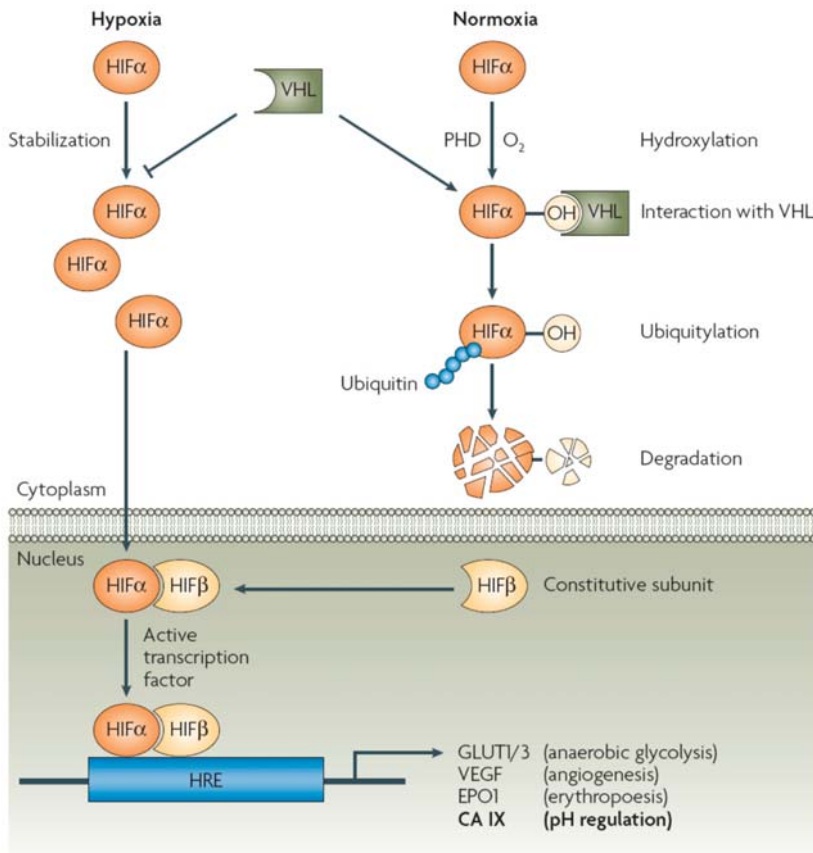 Hypoxia
Normoxia
HIFα
VHL
HIFα
Stabilization
PHD O₂
Hydroxylation
HIFα
HIFα OH VHL
Interaction with VHL
HIFα
HIFα
HIFα OH
Ubiquitylation
Ubiquitin
Degradation
Cytoplasm
Nucleus
HIFα HIFβ
HIFβ
Constitutive subunit
Active
transcription
factor
HIFα HIFβ
HRE
GLUT1/3 (anaerobic glycolysis)
VEGF (angiogenesis)
EPO1 (erythropoesis)
CA IX (pH regulation)